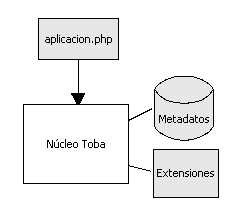 aplicacion.php
Metadatos
Núcleo Toba
Extensiones